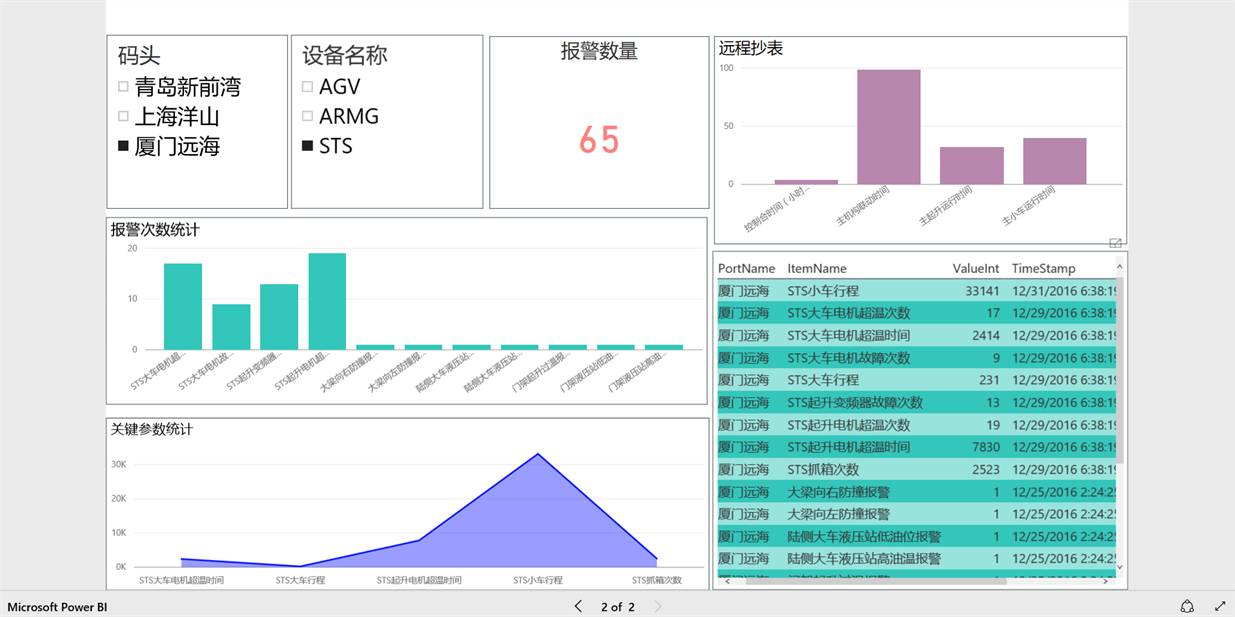 码头
青岛新前湾
上海洋山
厦门远海
设备名称
AGV
ARMG
STS
报警数量
65
远程抄表
100
50
0
控制合时间（小时...
主机构联动时间
主起升运行时间
主小车运行时间
报警次数统计
20
10
0
STS大车电机超...
STS大车电机故...
STS起升变频器...
STS起升电机超...
大梁向右防撞报...
大梁向左防撞报...
陆侧大车液压站...
陆侧大车液压站...
门架起升过温报...
门架液压站低油...
门架液压站高油...
关键参数统计
30K
20K
10K
0K
STS大车电机超温时间
STS大车行程
STS起升电机超温时间
STS小车行程
STS抓箱次数
PortName ItemName ValueInt TimeStamp
厦门远海 STS小车行程 33141 12/31/2016 6:38:19
厦门远海 STS大车电机超温次数 17 12/29/2016 6:38:19
厦门远海 STS大车电机超温时间 2414 12/29/2016 6:38:19
厦门远海 STS大车电机故障次数 9 12/29/2016 6:38:19
厦门远海 STS大车行程 231 12/29/2016 6:38:19
厦门远海 STS起升变频器故障次数 13 12/29/2016 6:38:19
厦门远海 STS起升电机超温次数 19 12/29/2016 6:38:19
厦门远海 STS起升电机超温时间 7830 12/29/2016 6:38:19
厦门远海 STS抓箱次数 2523 12/29/2016 6:38:19
厦门远海 大梁向右防撞报警 1 12/25/2016 2:24:25
厦门远海 大梁向左防撞报警 1 12/25/2016 2:24:25
厦门远海 陆侧大车液压站低油位报警 1 12/25/2016 2:24:25
厦门远海 陆侧大车液压站高油温报警 1 12/25/2016 2:24:25
Microsoft Power BI
2 of 2